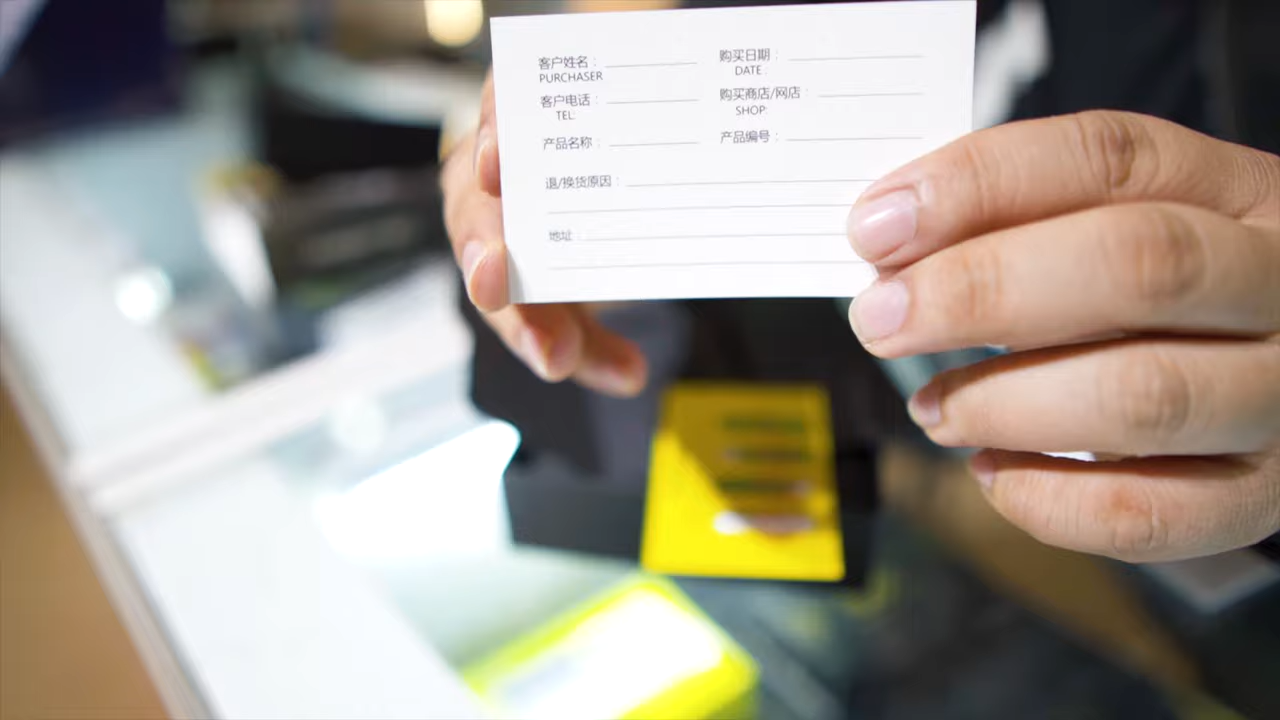 客户姓名： 购买日期：
PURCHASER DATE:
客户电话： 购买商店/网店：
TEL: SHOP:
产品名称： 产品编号：
退/换货原因：
地址：